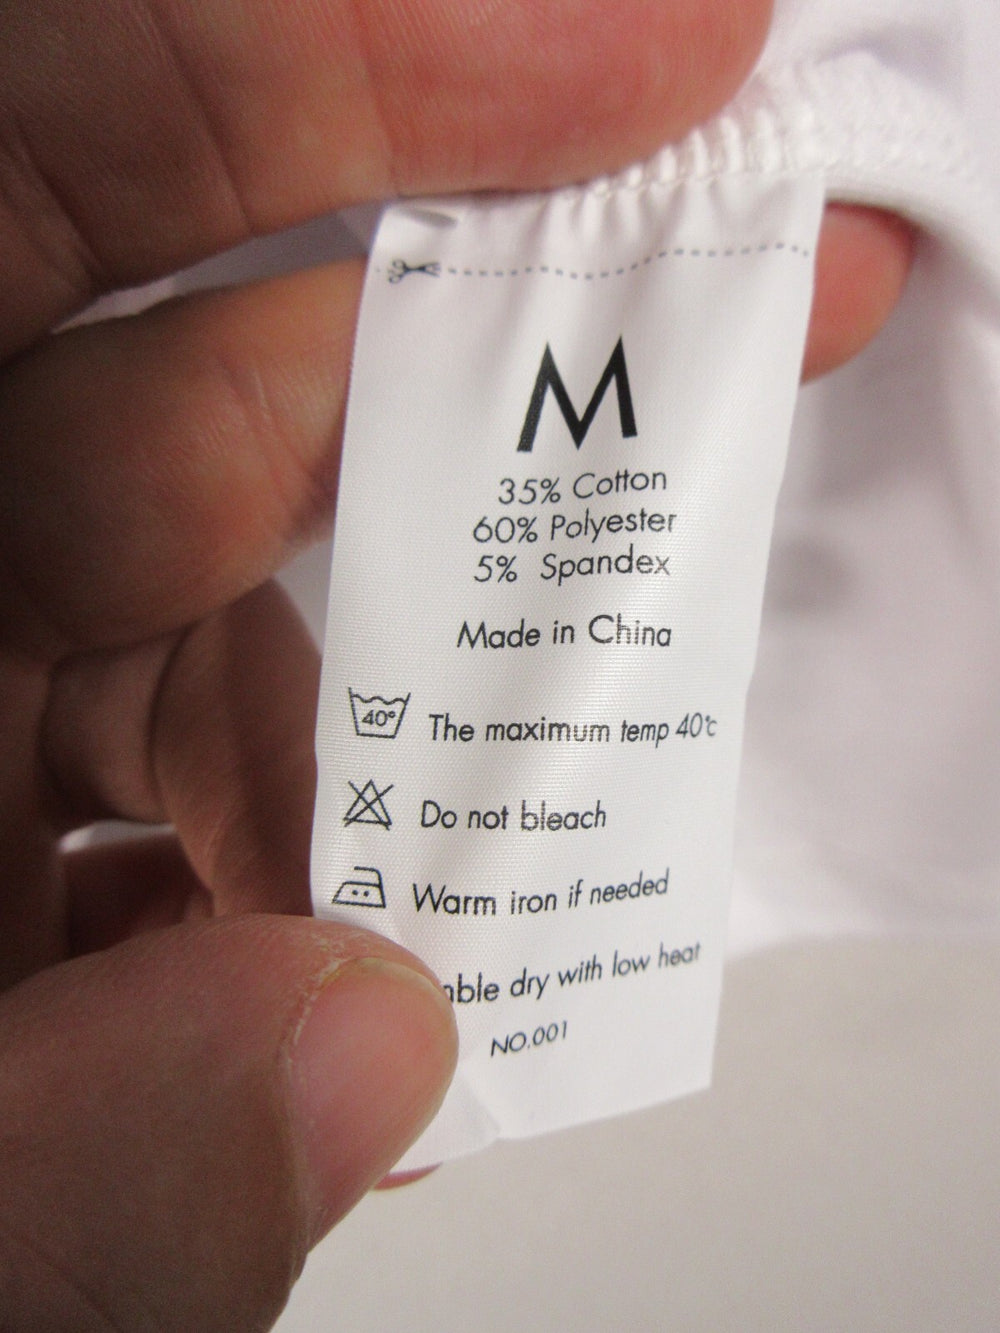 M
35% Cotton
60% Polyester
5% Spandex
Made in China
40°
The maximum temp 40℃
Do not bleach
Warm iron if needed
dry with low heat
NO.001